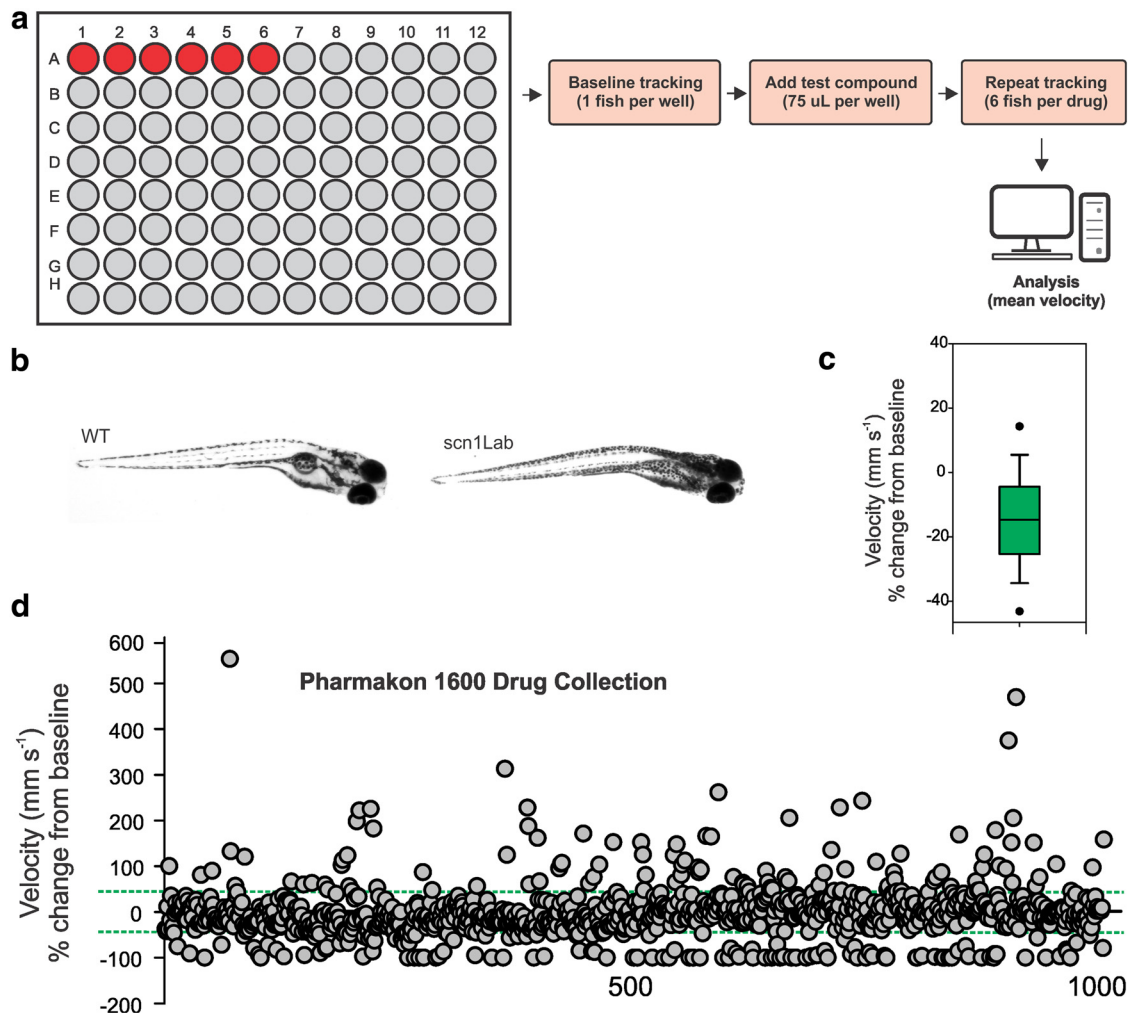 a
1 2 3 4 5 6 7 8 9 10 11 12
A
B
C
D
E
F
G
H
Baseline tracking
(1 fish per well)
Add test compound
(75 uL per well)
Repeat tracking
(6 fish per drug)
Analysis
(mean velocity)
b
WT
scn1Lab
c
Velocity (mm s⁻¹)
% change from baseline
40
20
0
-20
-40
d
Pharmakon 1600 Drug Collection
Velocity (mm s⁻¹)
% change from baseline
600
500
400
300
200
100
0
-100
-200
500
1000